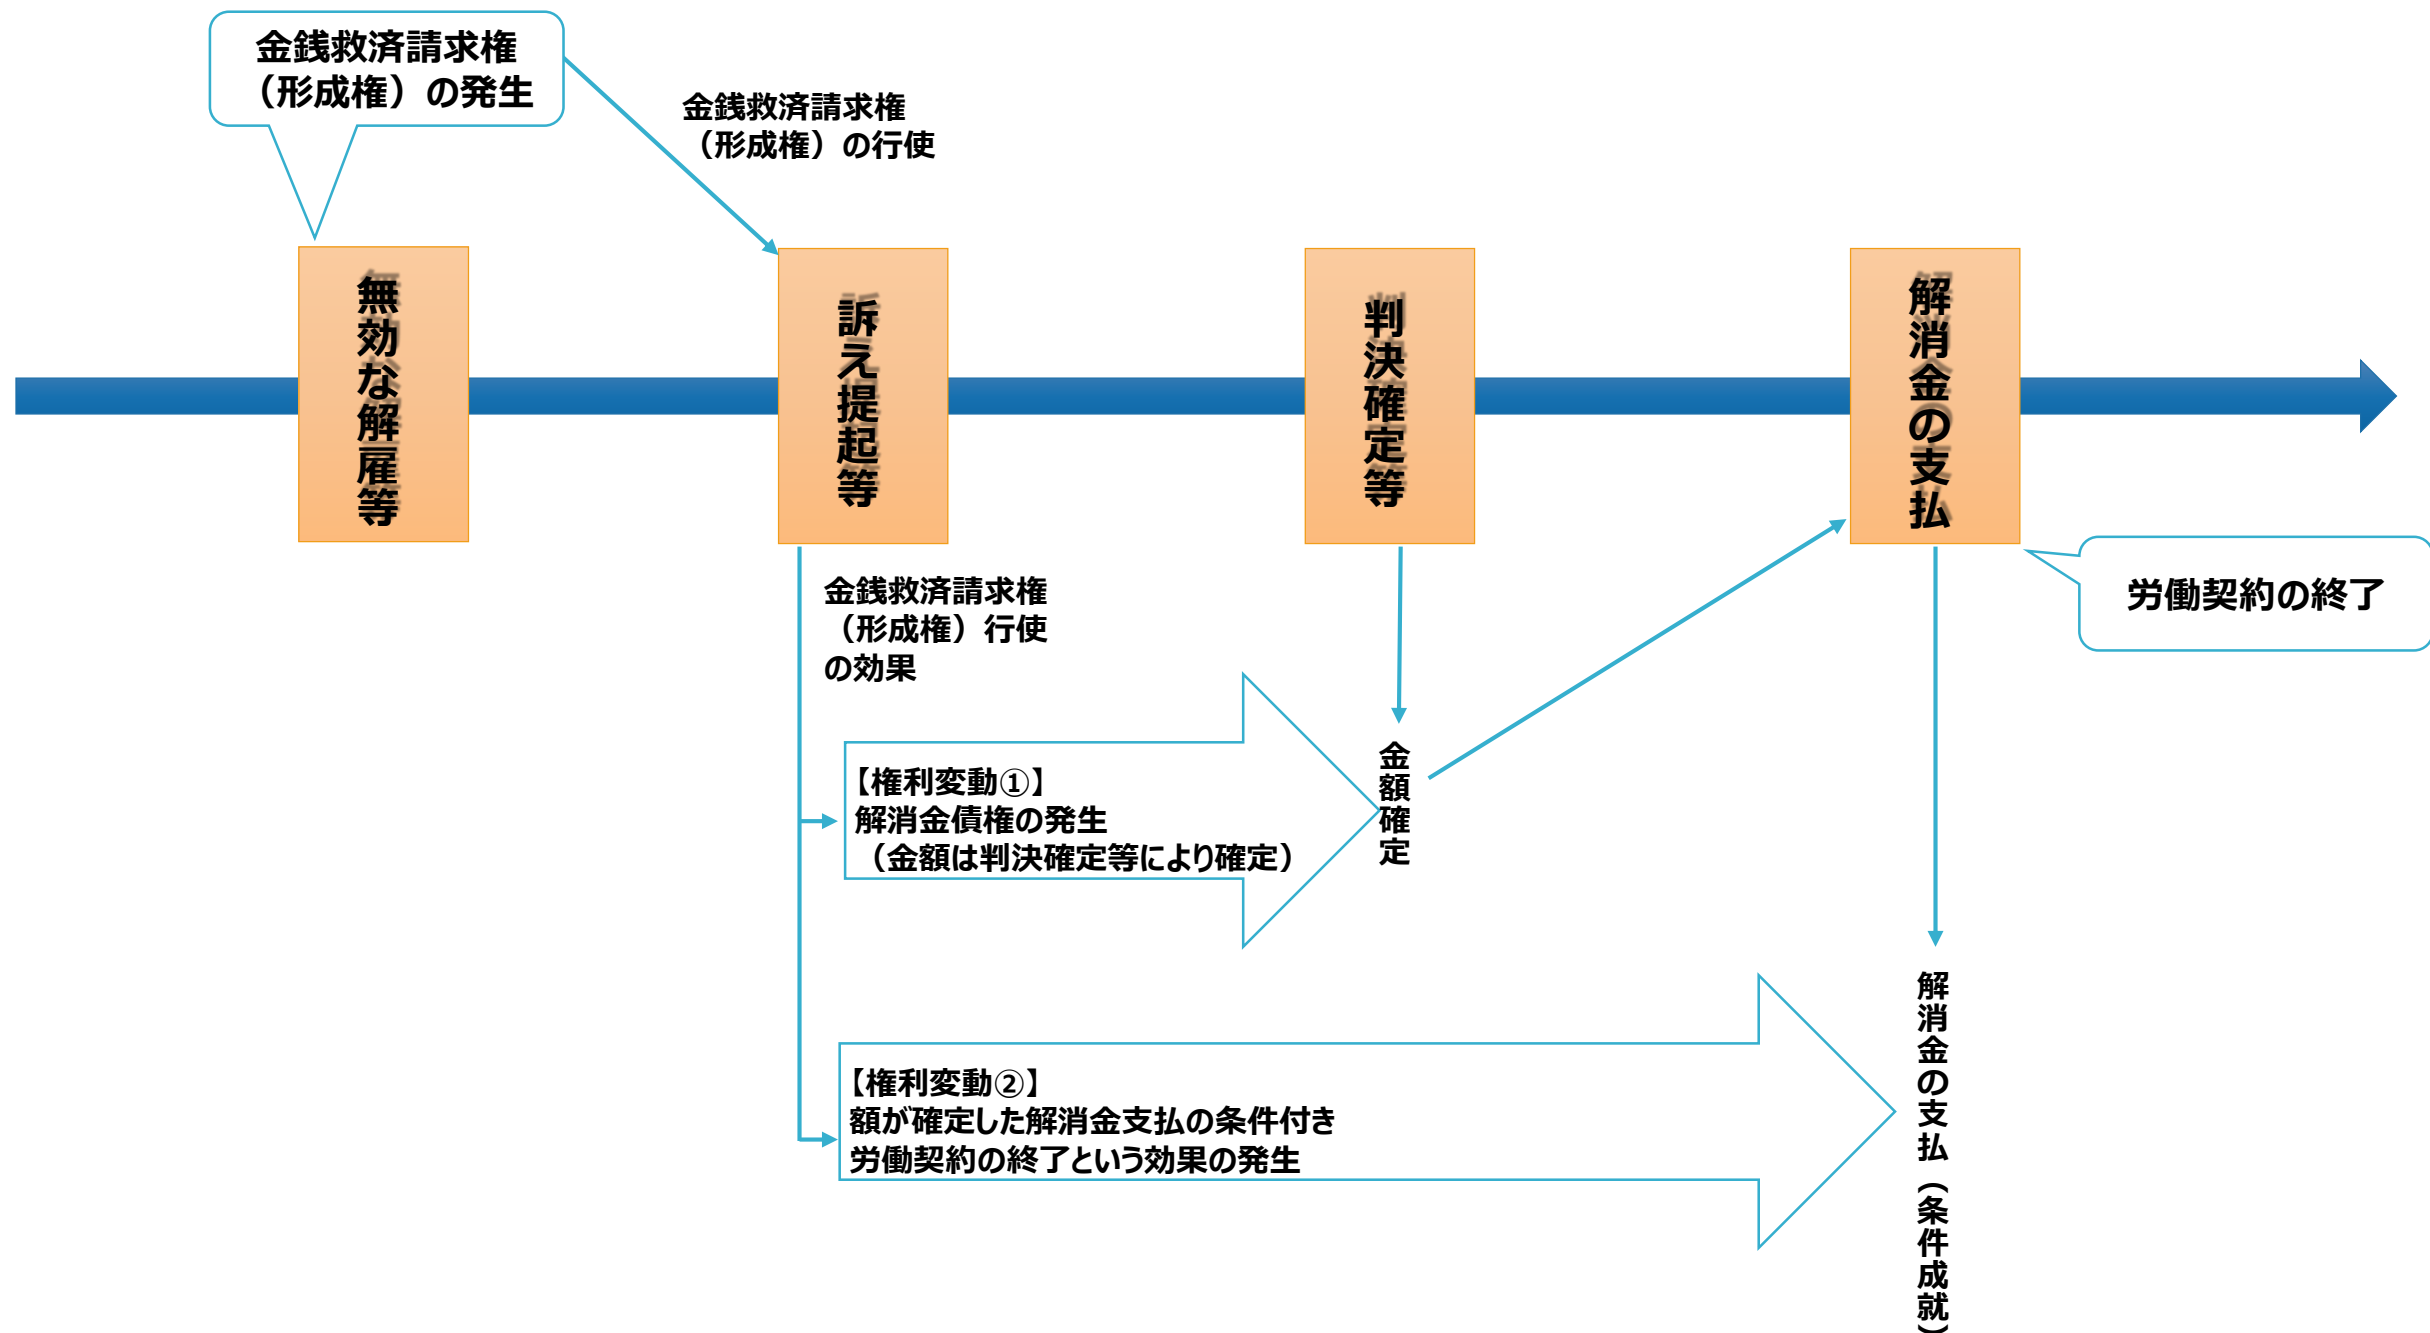 金銭救済請求権
（形成権）の発生
金銭救済請求権
（形成権）の行使
無効な解雇等
訴え提起等
判決確定等
解消金の支払
労働契約の終了
金銭救済請求権
（形成権）行使
の効果
【権利変動①】
解消金債権の発生
（金額は判決確定等により確定）
金額確定
【権利変動②】
額が確定した解消金支払の条件付き
労働契約の終了という効果の発生
解消金の支払（条件成就）